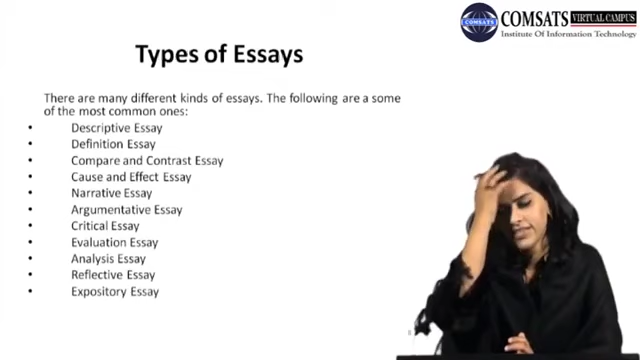 COMSATS VIRTUAL CAMPUS
Institute Of Information Technology
Types of Essays
There are many different kinds of essays. The following are a some
of the most common ones:
• Descriptive Essay
• Definition Essay
• Compare and Contrast Essay
• Cause and Effect Essay
• Narrative Essay
• Argumentative Essay
• Critical Essay
• Evaluation Essay
• Analysis Essay
• Reflective Essay
• Expository Essay